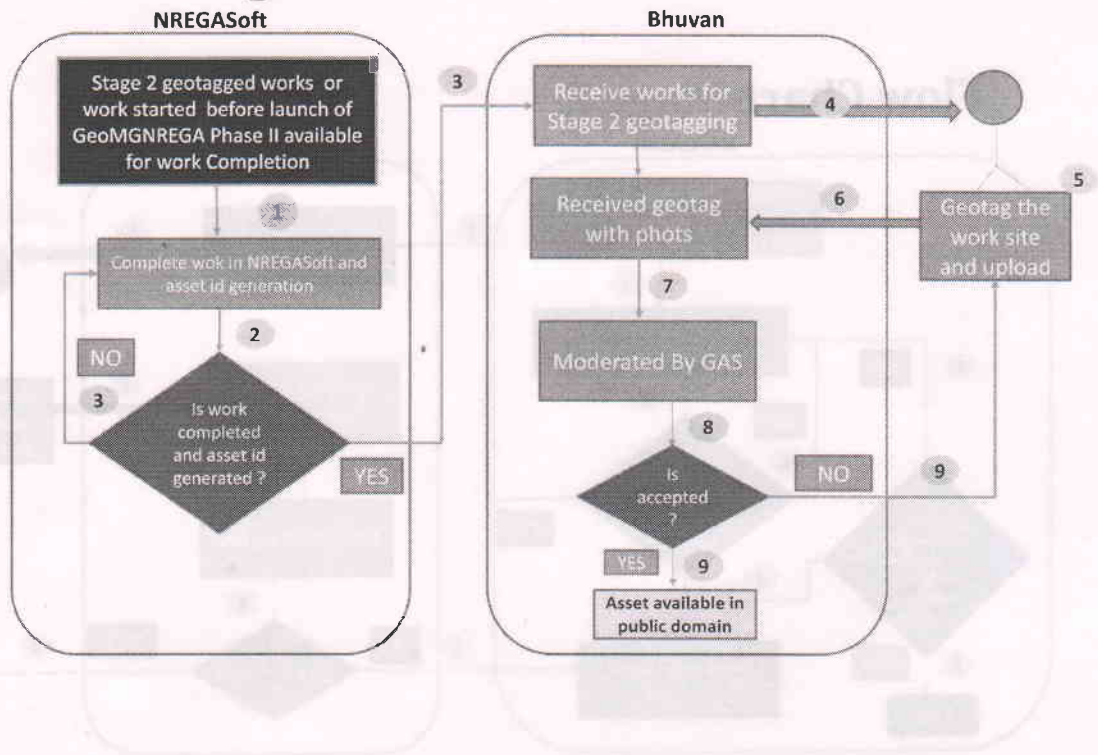 NREGASoft
Stage 2 geotagged works or
work started before launch of
GeoMGNREGA Phase II available
for work Completion
1
Complete wok in NREGASoft and
asset id generation
2
NO
3
Is work
completed
and asset id
generated ?
YES
3
Bhuvan
Receive works for
Stage 2 geotagging
4
5
Geotag the
work site
and upload
6
Received geotag
with phots
7
Moderated By GAS
8
Is
accepted
?
NO
9
YES
9
Asset available in
public domain